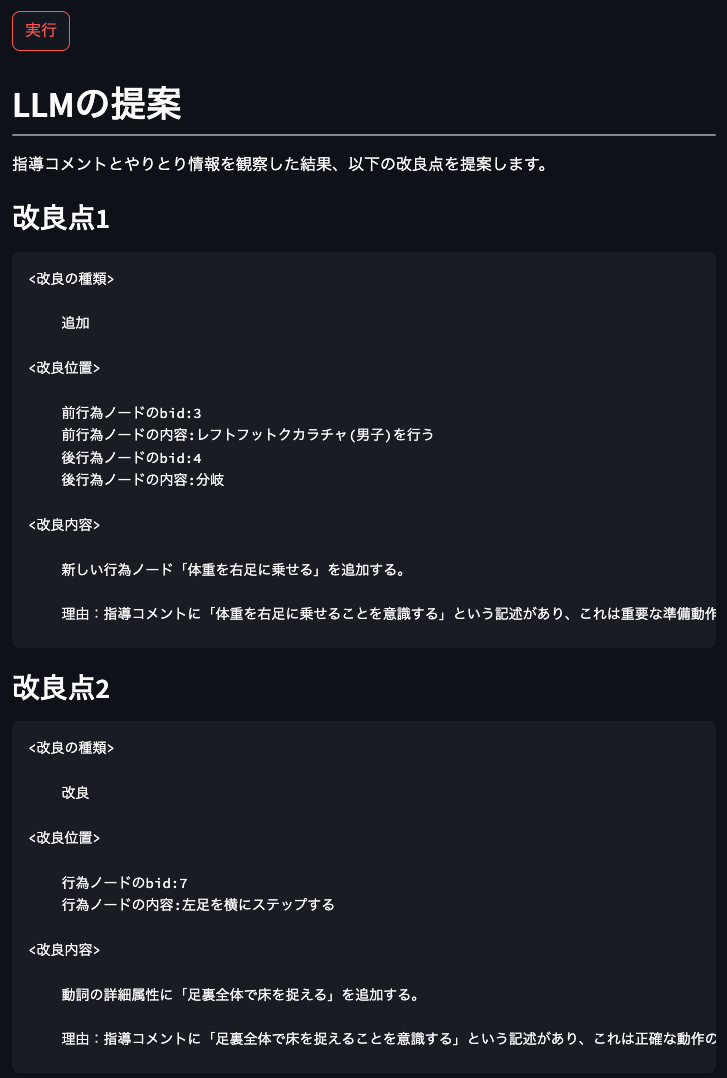 実行
LLMの提案
指導コメントとやりとり情報を観察した結果、以下の改良点を提案します。
改良点1
<改良の種類>
追加
<改良位置>
前行為ノードのbid:3
前行為ノードの内容:レフトフットクカラチャ(男子)を行う
後行為ノードのbid:4
後行為ノードの内容:分岐
<改良内容>
新しい行為ノード「体重を右足に乗せる」を追加する。
理由：指導コメントに「体重を右足に乗せることを意識する」という記述があり、これは重要な準備動作
改良点2
<改良の種類>
改良
<改良位置>
行為ノードのbid:7
行為ノードの内容:左足を横にステップする
<改良内容>
動詞の詳細属性に「足裏全体で床を捉える」を追加する。
理由：指導コメントに「足裏全体で床を捉えることを意識する」という記述があり、これは正確な動作の